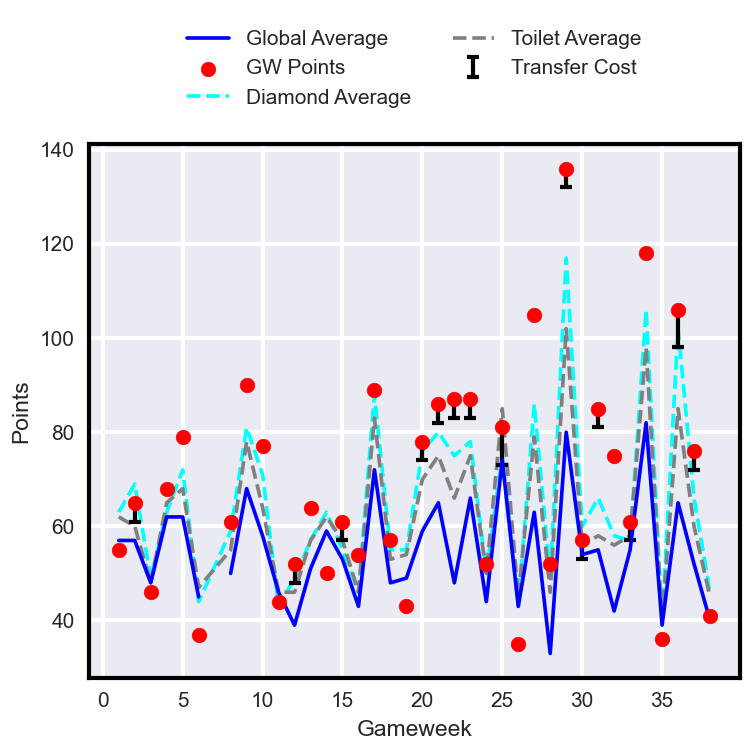 Global Average
GW Points
Diamond Average
Toilet Average
Transfer Cost
140
120
100
80
60
40
Points
0 5 10 15 20 25 30 35
Gameweek